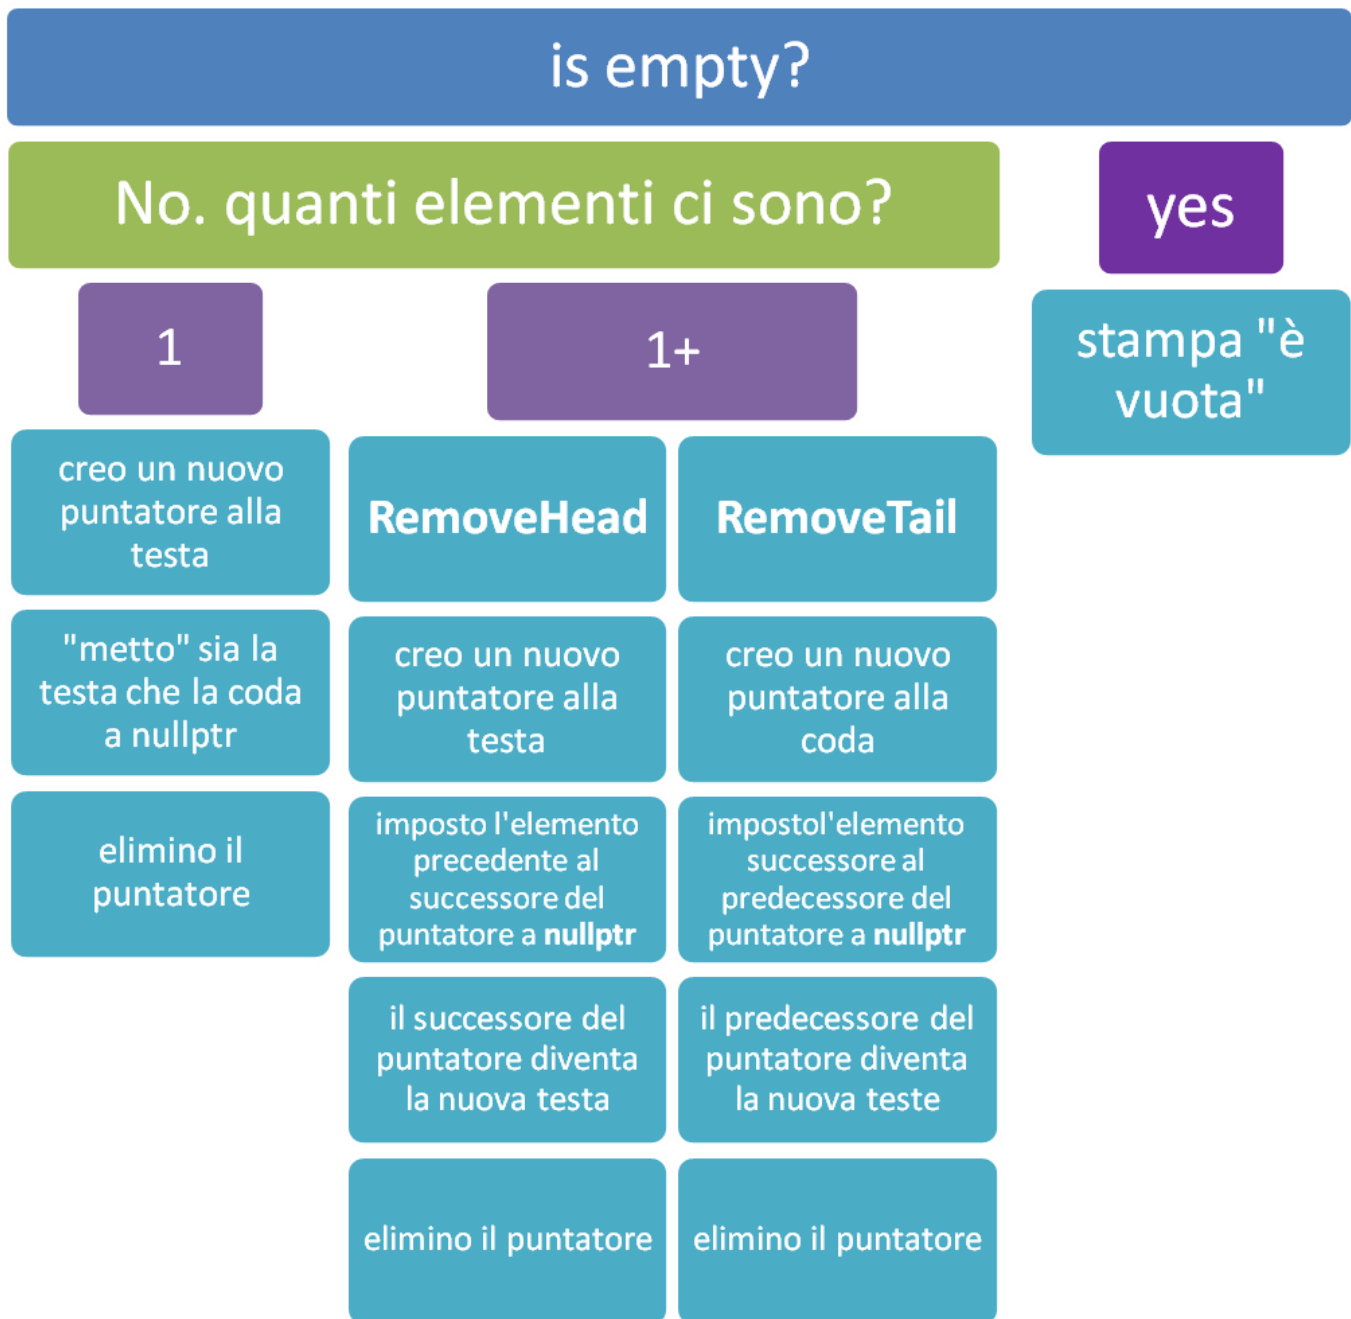 is empty?
No. quanti elementi ci sono?
yes
1
1+
stampa "è
vuota"
creo un nuovo
puntatore alla
testa
"metto" sia la
testa che la coda
a nullptr
elimino il
puntatore
RemoveHead
creo un nuovo
puntatore alla
testa
imposto l'elemento
precedente al
successore del
puntatore a nullptr
il successore del
puntatore diventa
la nuova testa
elimino il puntatore
RemoveTail
creo un nuovo
puntatore alla
coda
impostol'elemento
successore al
predecessore del
puntatore a nullptr
il predecessore del
puntatore diventa
la nuova teste
elimino il puntatore